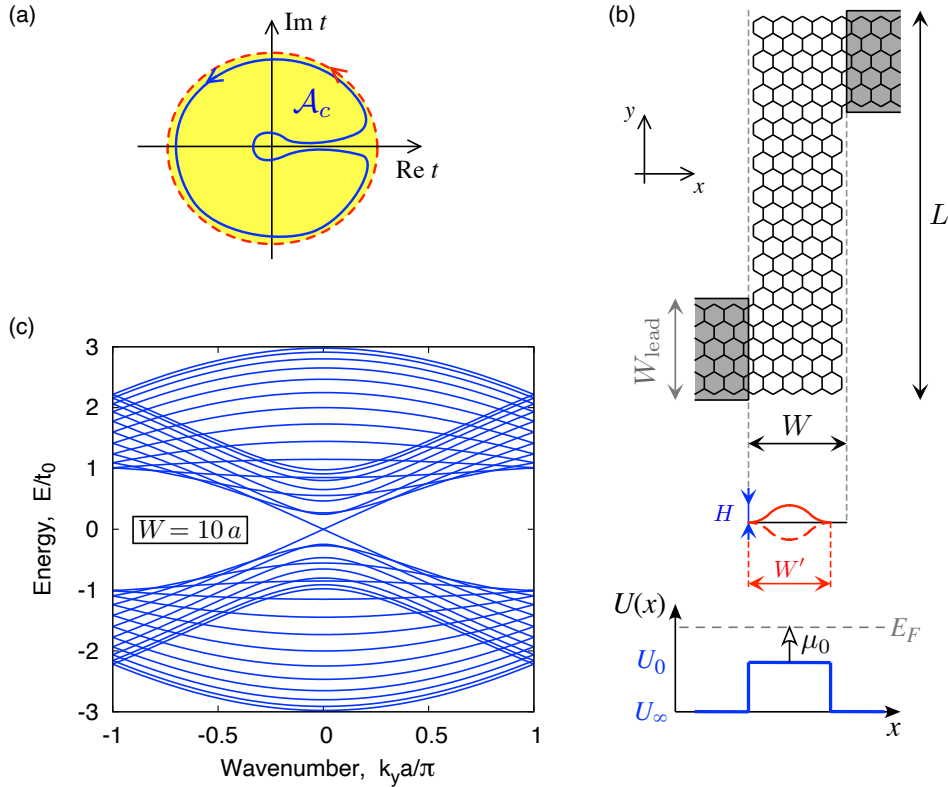 (a)
Im t
𝒜c
Re t
(b)
y
x
L
W_lead
W
H
W′
U(x)
E_F
μ₀
U₀
U∞
x
(c)
3
2
1
0
-1
-2
-3
Energy, E/t₀
W = 10 a
-1
-0.5
0
0.5
1
Wavenumber, k_y a/π